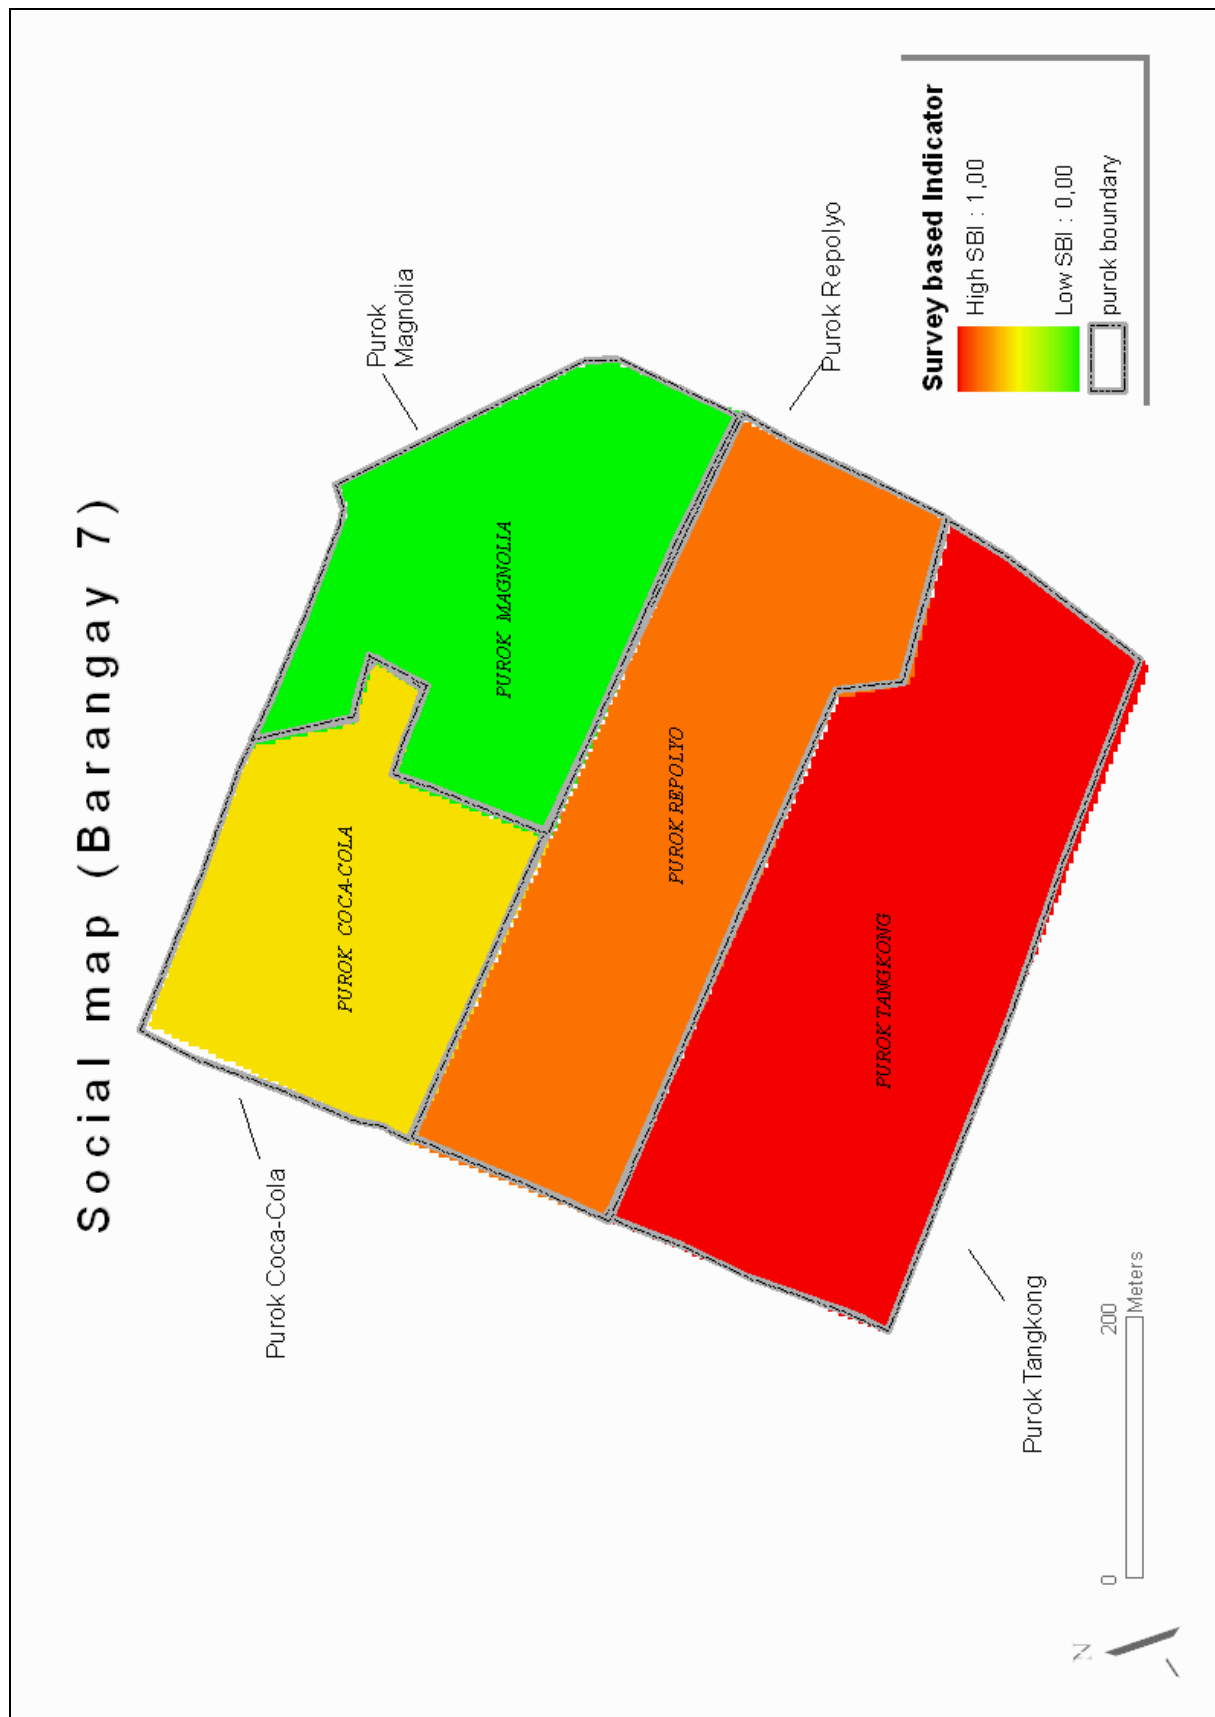 Social map (Barangay 7)
Purok Coca-Cola
Purok
Magnolia
PUROK COCA-COLA
PUROK MAGNOLIA
PUROK REPOLYO
PUROK TANGKONG
Purok Repolyo
Purok Tangkong
Survey based Indicator
High SBI : 1,00
Low SBI : 0,00
purok boundary
N
0
200
Meters